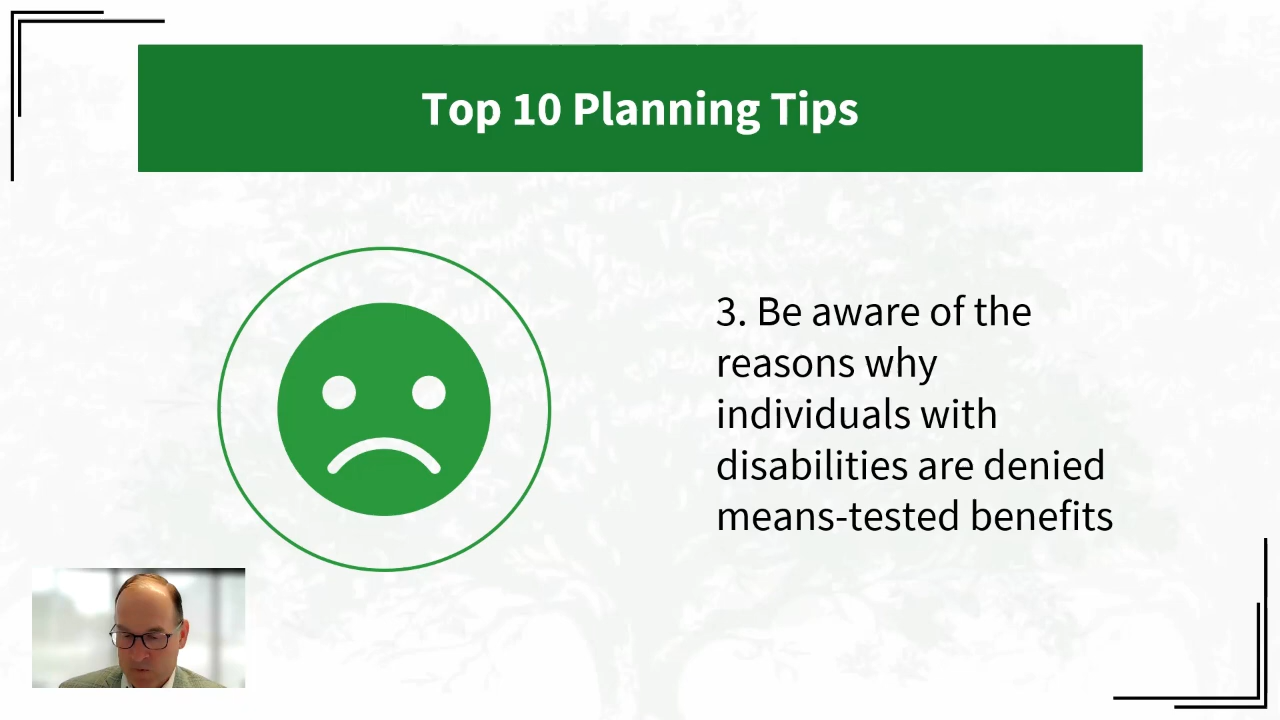 Top 10 Planning Tips
3. Be aware of the
reasons why
individuals with
disabilities are denied
means-tested benefits